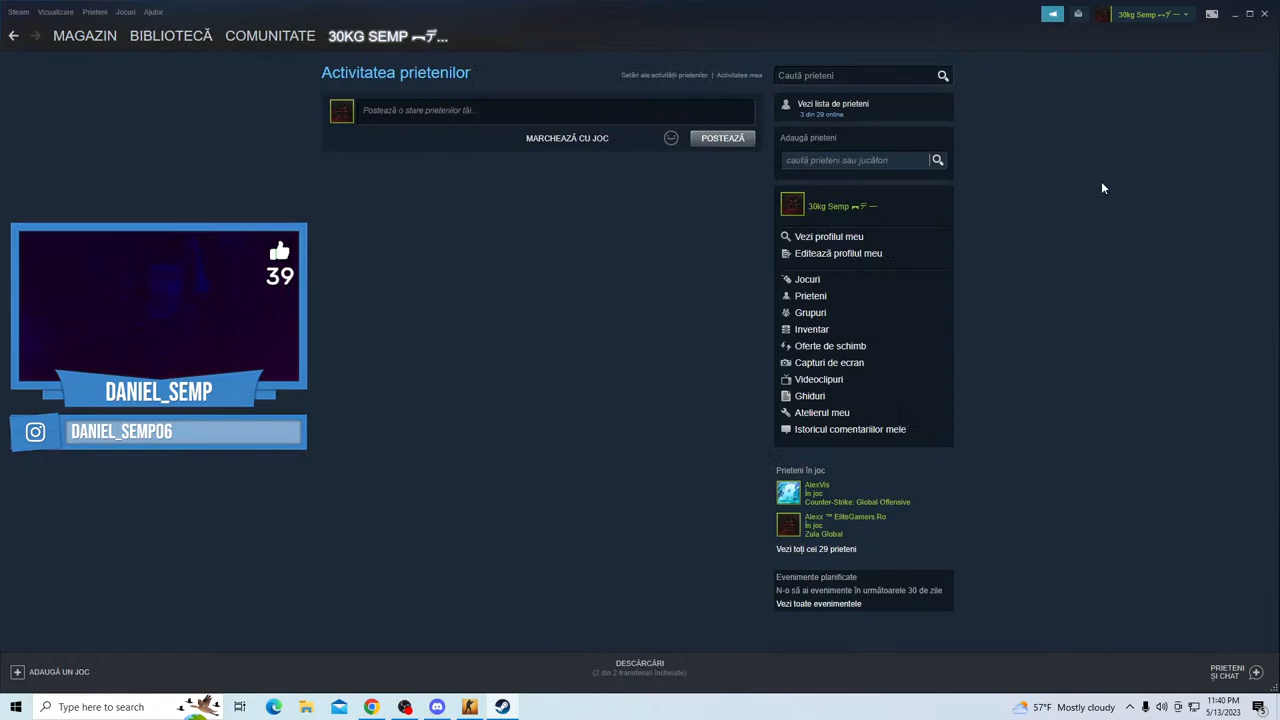 Steam Vizualizare Prieteni Jocuri Ajutor
30kg Semp ︻デ 一
MAGAZIN BIBLIOTECĂ COMUNITATE 30KG SEMP ︻デ...
Activitatea prietenilor
Setări ale activității prietenilor | Activitatea mea
Postează o stare prietenilor tăi...
MARCHEAZĂ CU JOC
POSTEAZĂ
Caută prieteni
Vezi lista de prieteni
3 din 29 online
Adaugă prieteni
caută prieteni sau jucători
30kg Semp ︻デ 一
Vezi profilul meu
Editează profilul meu
Jocuri
Prieteni
Grupuri
Inventar
Oferte de schimb
Capturi de ecran
Videoclipuri
Ghiduri
Atelierul meu
Istoricul comentariilor mele
Prieteni în joc
AlexVis
În joc
Counter-Strike: Global Offensive
Alexx ™ EliteGamers.Ro
În joc
Zula Global
Vezi toți cei 29 prieteni
Evenimente planificate
N-o să ai evenimente în următoarele 30 de zile
Vezi toate evenimentele
39
DANIEL_SEMP
DANIEL_SEMP06
ADAUGĂ UN JOC
DESCĂRCĂRI
(2 din 2 transferuri încheiate)
PRIETENI
ȘI CHAT
Type here to search
57°F Mostly cloudy
11:40 PM
5/13/2023
5